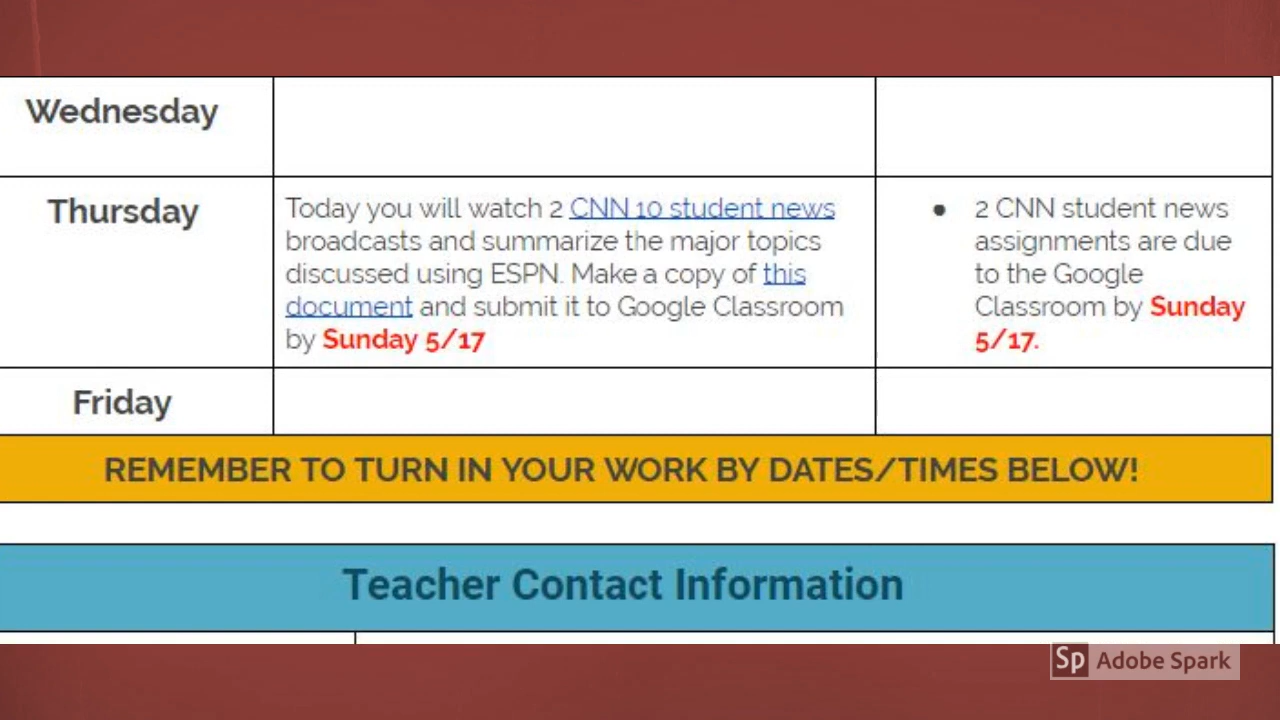 Wednesday
Thursday
Today you will watch 2 CNN 10 student news
broadcasts and summarize the major topics
discussed using ESPN. Make a copy of this
document and submit it to Google Classroom
by Sunday 5/17
● 2 CNN student news
assignments are due
to the Google
Classroom by Sunday
5/17.
Friday
REMEMBER TO TURN IN YOUR WORK BY DATES/TIMES BELOW!
Teacher Contact Information
Sp Adobe Spark